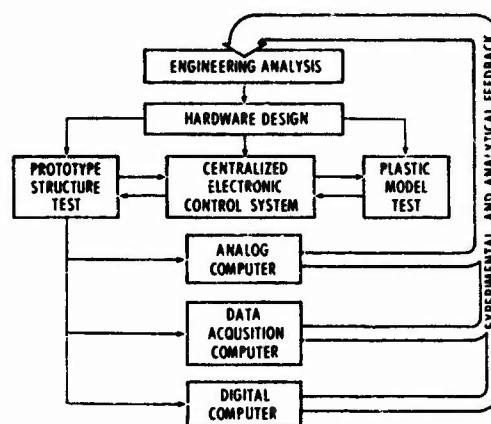 ENGINEERING ANALYSIS
HARDWARE DESIGN
PROTOTYPE
STRUCTURE
TEST
CENTRALIZED
ELECTRONIC
CONTROL SYSTEM
PLASTIC
MODEL
TEST
ANALOG
COMPUTER
DATA
ACQUSITION
COMPUTER
DIGITAL
COMPUTER
EXPERIMENTAL AND ANALYTICAL FEEDBACK